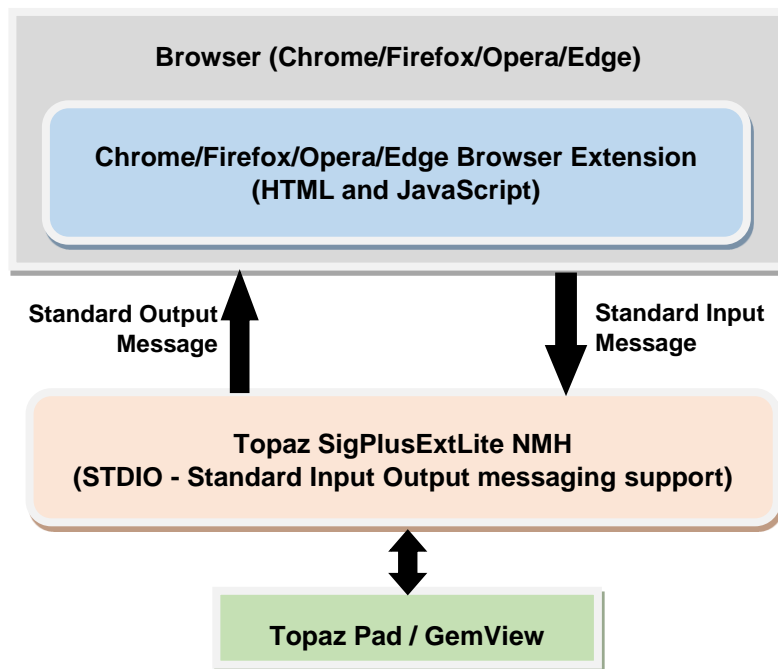 Browser (Chrome/Firefox/Opera/Edge)
Chrome/Firefox/Opera/Edge Browser Extension
(HTML and JavaScript)
Standard Output
Message
Standard Input
Message
Topaz SigPlusExtLite NMH
(STDIO - Standard Input Output messaging support)
Topaz Pad / GemView